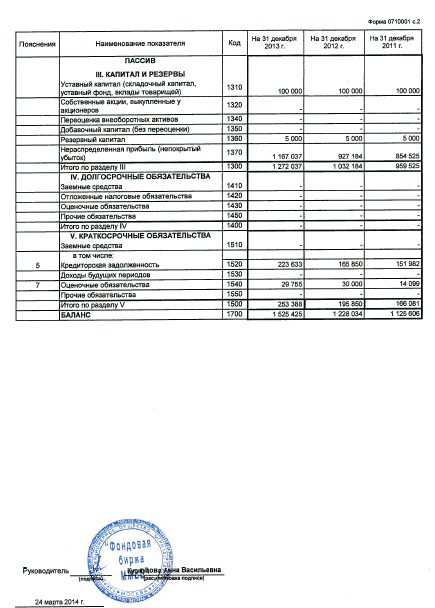 Форма 0710001 с.2
Пояснения Наименование показателя Код На 31 декабря 2013 г. На 31 декабря 2012 г. На 31 декабря 2011 г.
ПАССИВ
III. КАПИТАЛ И РЕЗЕРВЫ
Уставный капитал (складочный капитал, уставный фонд, вклады товарищей) 1310 100 000 100 000 100 000
Собственные акции, выкупленные у акционеров 1320 - - -
Переоценка внеоборотных активов 1340 - - -
Добавочный капитал (без переоценки) 1350 - - -
Резервный капитал 1360 5 000 5 000 5 000
Нераспределенная прибыль (непокрытый убыток) 1370 1 167 037 927 184 854 525
Итого по разделу III 1300 1 272 037 1 032 184 959 525
IV. ДОЛГОСРОЧНЫЕ ОБЯЗАТЕЛЬСТВА
Заемные средства 1410 - - -
Отложенные налоговые обязательства 1420 - - -
Оценочные обязательства 1430 - - -
Прочие обязательства 1450 - - -
Итого по разделу IV 1400 - - -
V. КРАТКОСРОЧНЫЕ ОБЯЗАТЕЛЬСТВА
Заемные средства 1510 - - -
в том числе:
5 Кредиторская задолженность 1520 223 633 165 850 151 982
Доходы будущих периодов 1530 - - -
7 Оценочные обязательства 1540 29 755 30 000 14 099
Прочие обязательства 1550 - - -
Итого по разделу V 1500 253 388 195 850 166 081
БАЛАНС 1700 1 525 425 1 228 034 1 125 606
"Фондовая
биржа
ММВБ"
Руководитель Анна Васильевна
(подпись) (расшифровка подписи)
24 марта 2014 г.